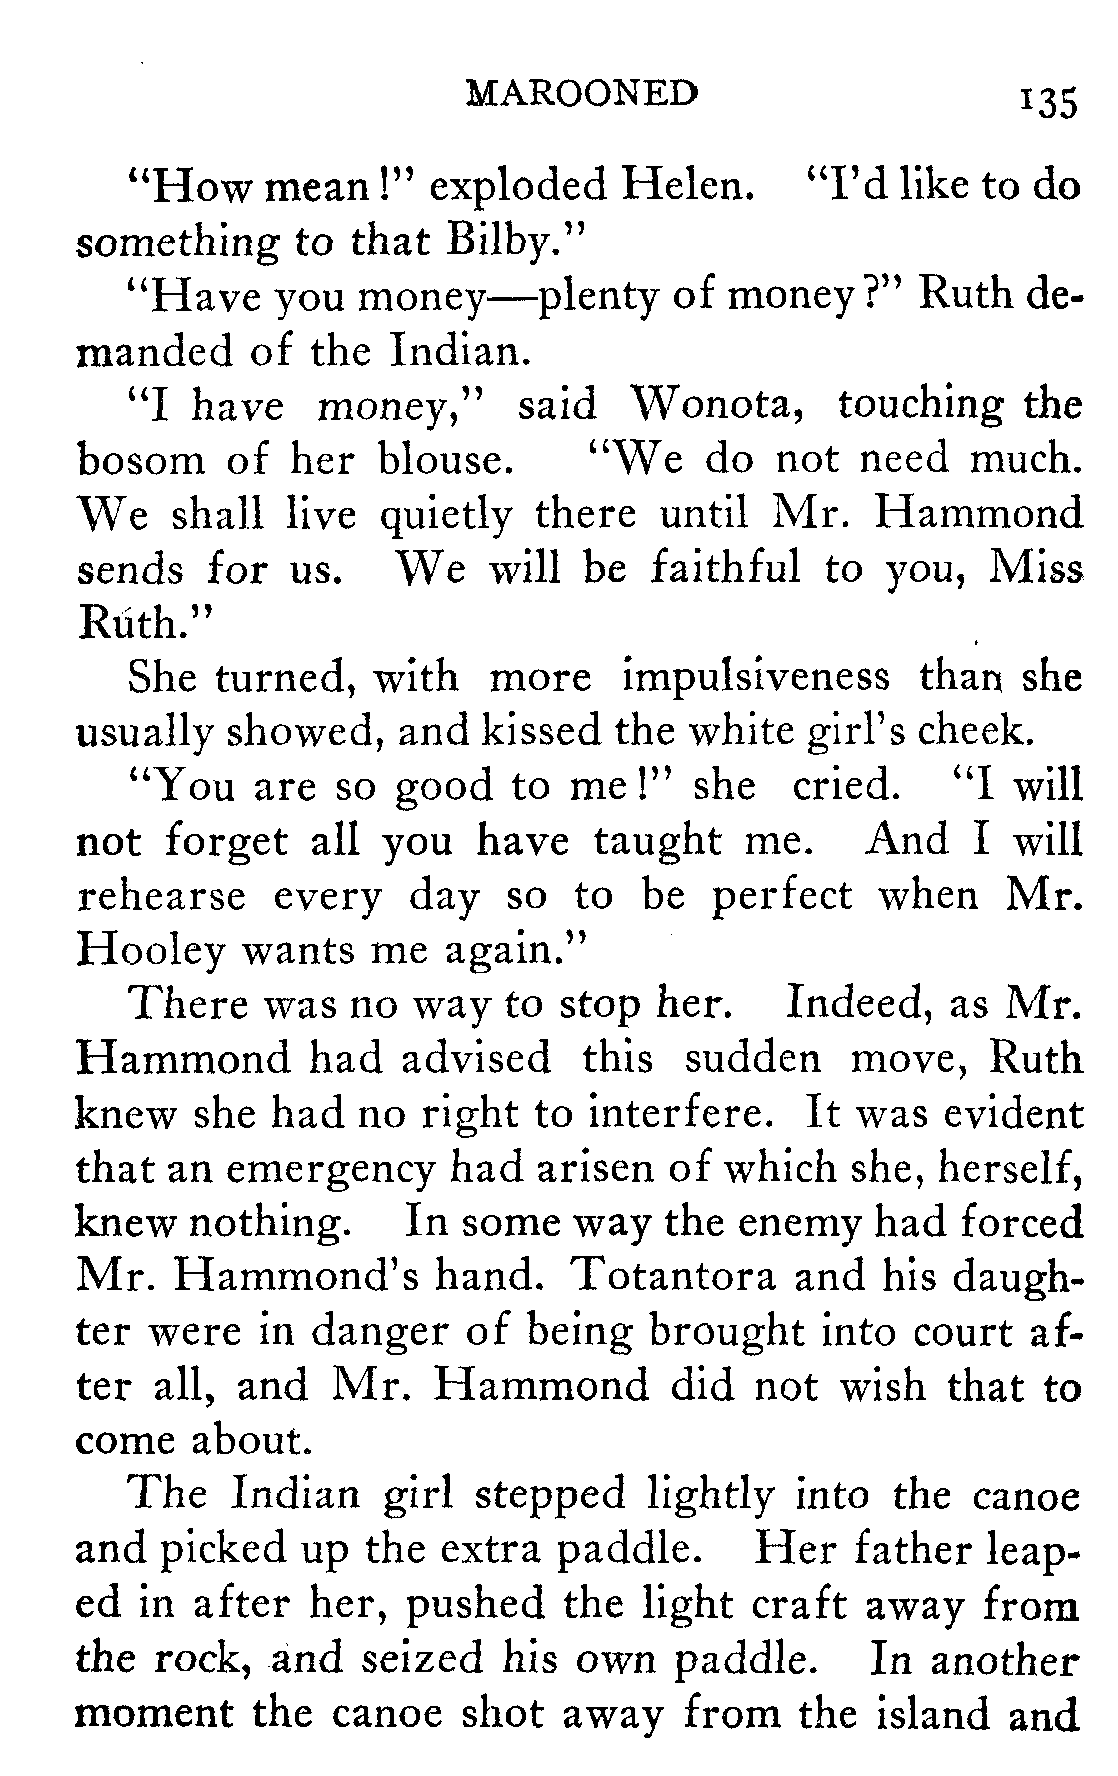 MAROONED 135
“How mean!” exploded Helen. “I’d like to do
something to that Bilby.”
“Have you money—plenty of money?” Ruth de-
manded of the Indian.
“I have money,” said Wonota, touching the
bosom of her blouse. “We do not need much.
We shall live quietly there until Mr. Hammond
sends for us. We will be faithful to you, Miss
Ruth.”
She turned, with more impulsiveness than she
usually showed, and kissed the white girl’s cheek.
“You are so good to me!” she cried. “I will
not forget all you have taught me. And I will
rehearse every day so to be perfect when Mr.
Hooley wants me again.”
There was no way to stop her. Indeed, as Mr.
Hammond had advised this sudden move, Ruth
knew she had no right to interfere. It was evident
that an emergency had arisen of which she, herself,
knew nothing. In some way the enemy had forced
Mr. Hammond’s hand. Totantora and his daugh-
ter were in danger of being brought into court af-
ter all, and Mr. Hammond did not wish that to
come about.
The Indian girl stepped lightly into the canoe
and picked up the extra paddle. Her father leap-
ed in after her, pushed the light craft away from
the rock, and seized his own paddle. In another
moment the canoe shot away from the island and